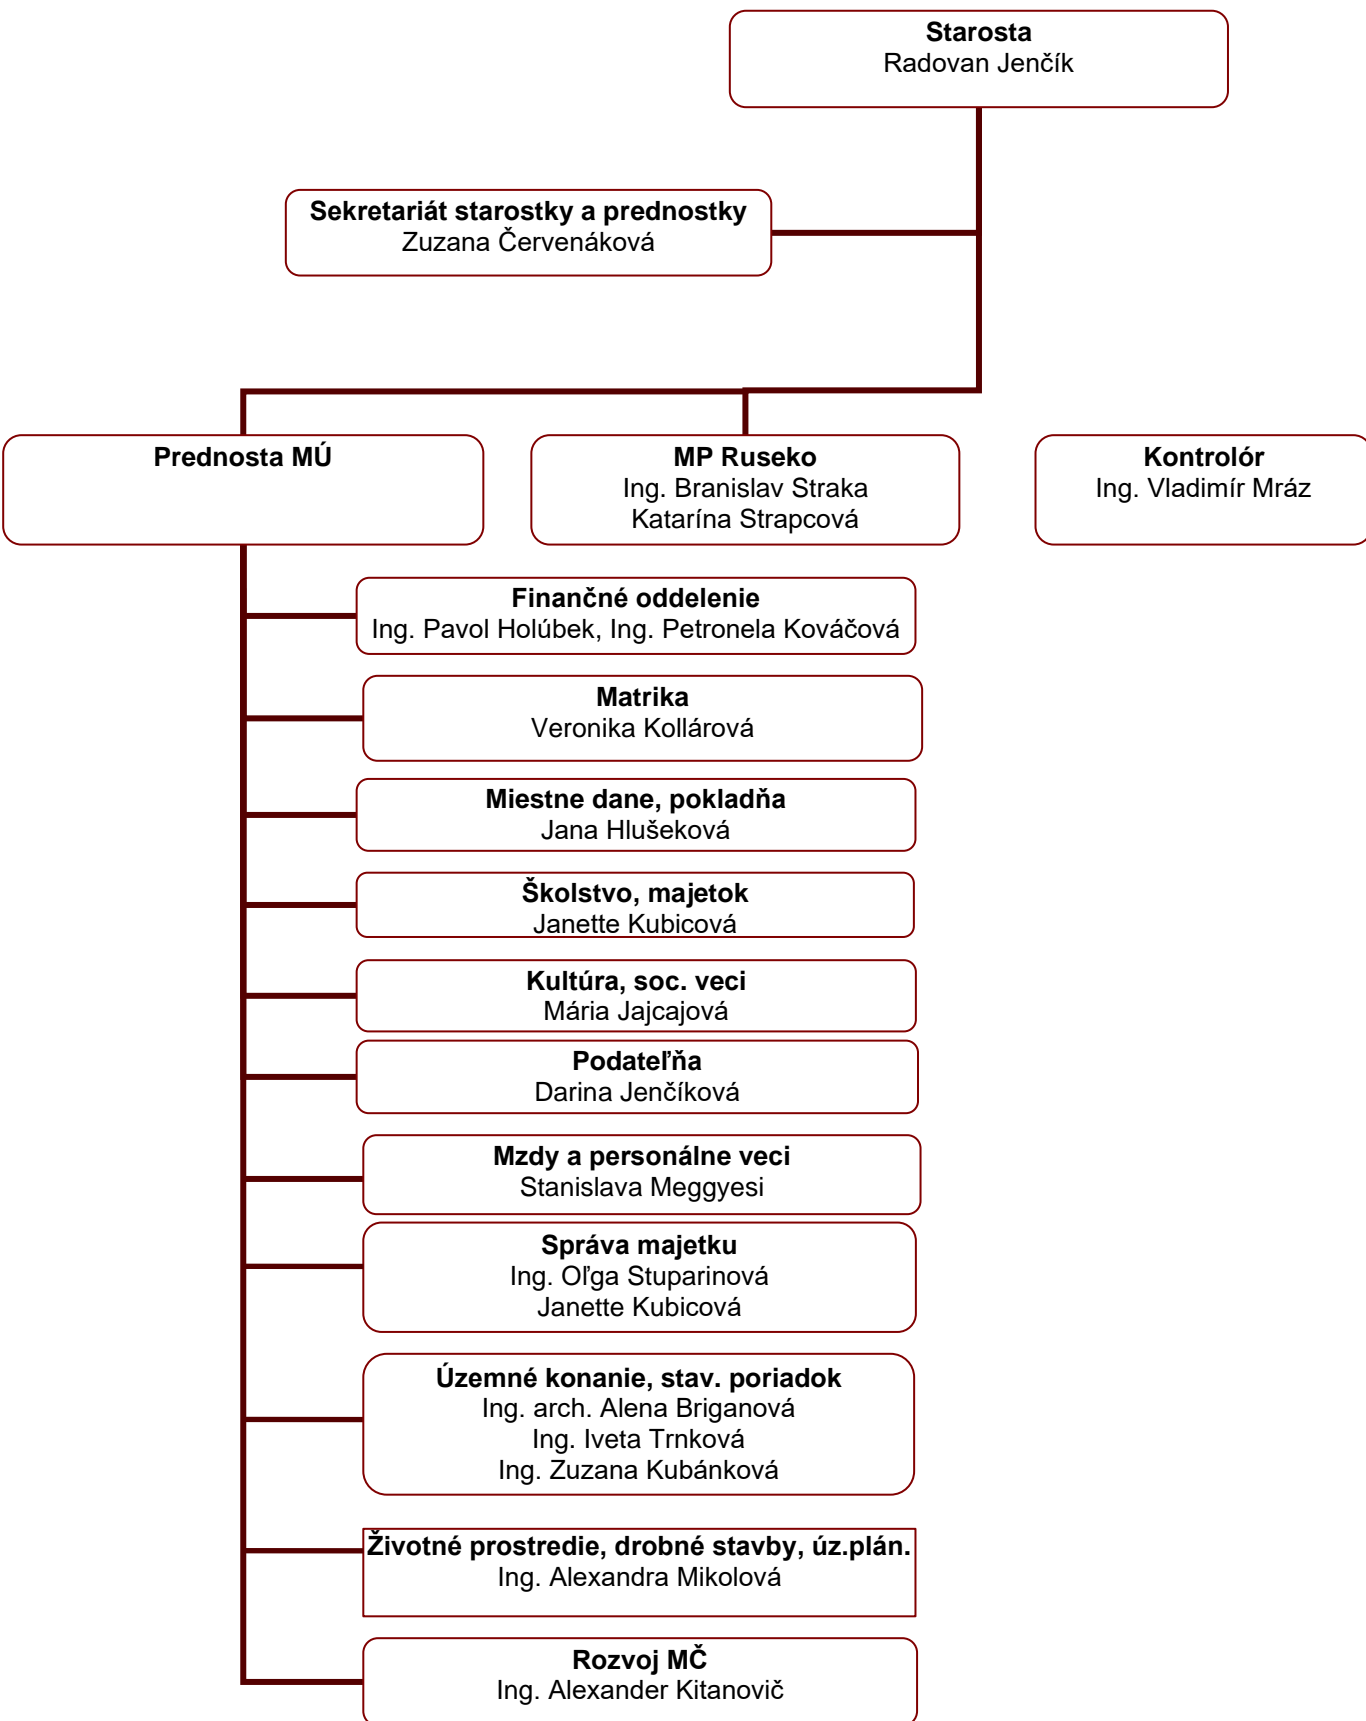 Starosta
Radovan Jenčík
Sekretariát starostky a prednostky
Zuzana Červenáková
Prednosta MÚ
MP Ruseko
Ing. Branislav Straka
Katarína Strapcová
Kontrolór
Ing. Vladimír Mráz
Finančné oddelenie
Ing. Pavol Holúbek, Ing. Petronela Kováčová
Matrika
Veronika Kollárová
Miestne dane, pokladňa
Jana Hlušeková
Školstvo, majetok
Janette Kubicová
Kultúra, soc. veci
Mária Jajcajová
Podateľňa
Darina Jenčíková
Mzdy a personálne veci
Stanislava Meggyesi
Správa majetku
Ing. Oľga Stuparinová
Janette Kubicová
Územné konanie, stav. poriadok
Ing. arch. Alena Briganová
Ing. Iveta Trnková
Ing. Zuzana Kubánková
Životné prostredie, drobné stavby, úz.plán.
Ing. Alexandra Mikolová
Rozvoj MČ
Ing. Alexander Kitanovič